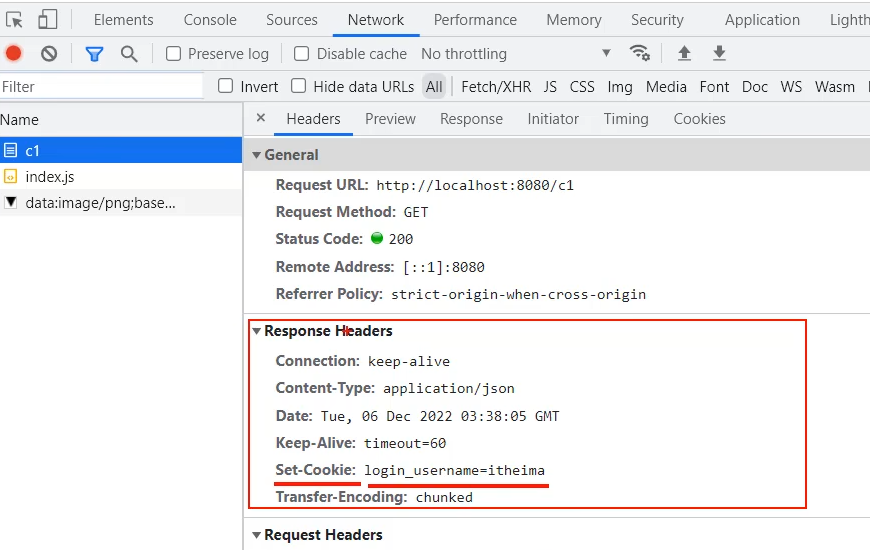 Elements Console Sources Network Performance Memory Security Application Lighth
Preserve log Disable cache No throttling
Filter Invert Hide data URLs All Fetch/XHR JS CSS Img Media Font Doc WS Wasm
Name × Headers Preview Response Initiator Timing Cookies
c1
index.js
data:image/png;base...
General
Request URL: http://localhost:8080/c1
Request Method: GET
Status Code: 200
Remote Address: [::1]:8080
Referrer Policy: strict-origin-when-cross-origin
Response Headers
Connection: keep-alive
Content-Type: application/json
Date: Tue, 06 Dec 2022 03:38:05 GMT
Keep-Alive: timeout=60
Set-Cookie: login_username=itheima
Transfer-Encoding: chunked
Request Headers